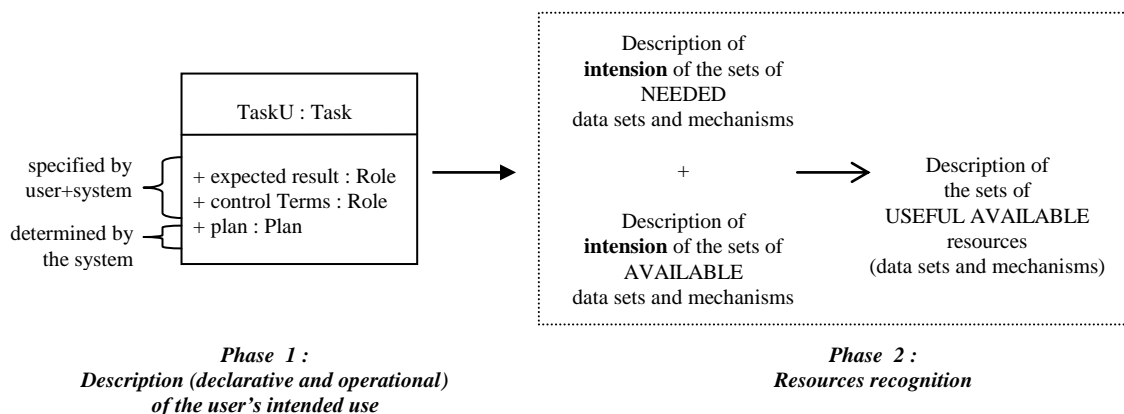 TaskU : Task
specified by
user+system
determined by
the system
+ expected result : Role
+ control Terms : Role
+ plan : Plan
Description of
intension of the sets of
NEEDED
data sets and mechanisms
+
Description of
intension of the sets of
AVAILABLE
data sets and mechanisms
Description of
the sets of
USEFUL AVAILABLE
resources
(data sets and mechanisms)
Phase 1 :
Description (declarative and operational)
of the user's intended use
Phase 2 :
Resources recognition